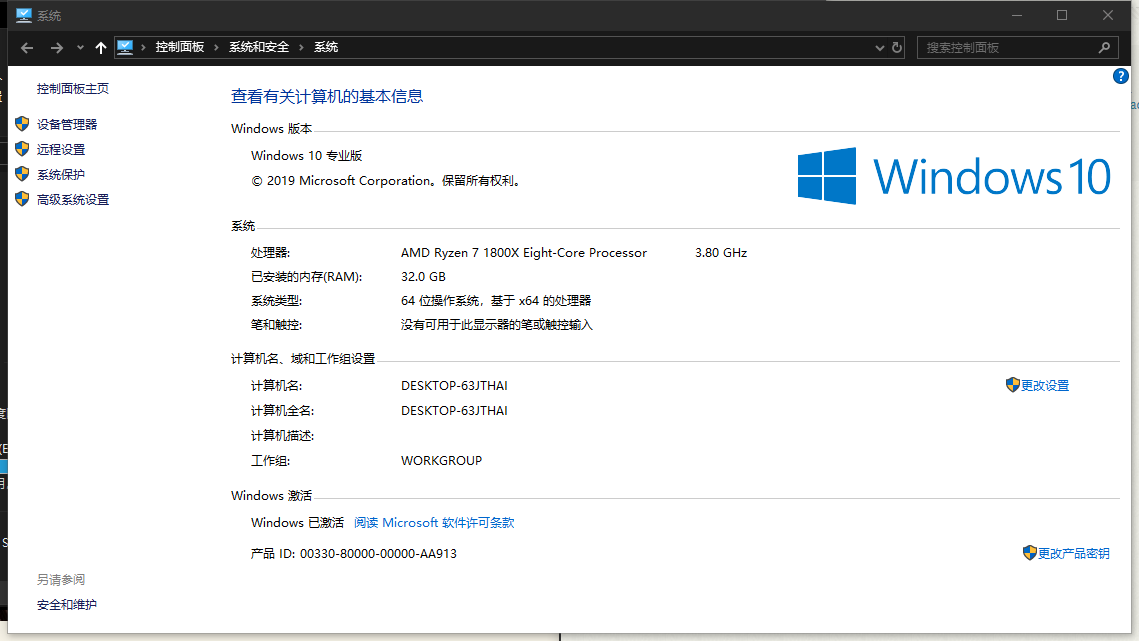 系统
控制面板 系统和安全 系统
搜索控制面板
?
控制面板主页
设备管理器
远程设置
系统保护
高级系统设置
查看有关计算机的基本信息
Windows 版本
Windows 10 专业版
© 2019 Microsoft Corporation。保留所有权利。
Windows 10
系统
处理器: AMD Ryzen 7 1800X Eight-Core Processor 3.80 GHz
已安装的内存(RAM): 32.0 GB
系统类型: 64 位操作系统，基于 x64 的处理器
笔和触控: 没有可用于此显示器的笔或触控输入
计算机名、域和工作组设置
计算机名: DESKTOP-63JTHAI 更改设置
计算机全名: DESKTOP-63JTHAI
计算机描述:
工作组: WORKGROUP
Windows 激活
Windows 已激活 阅读 Microsoft 软件许可条款
产品 ID: 00330-80000-00000-AA913 更改产品密钥
另请参阅
安全和维护